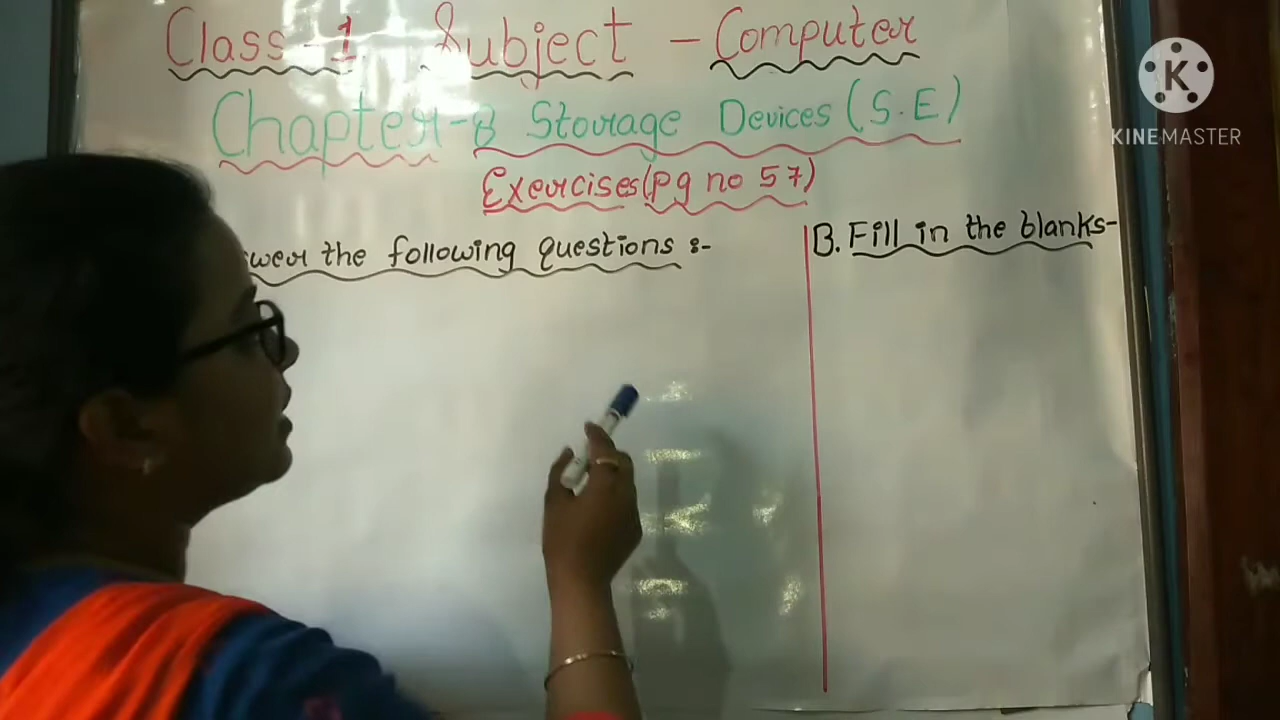 Class-1 Subject - Computer
Chapter-8 Storage Devices (S.E)
Exercises (pg no 57)
wer the following questions :-
B. Fill in the blanks-
K
KINEMASTER